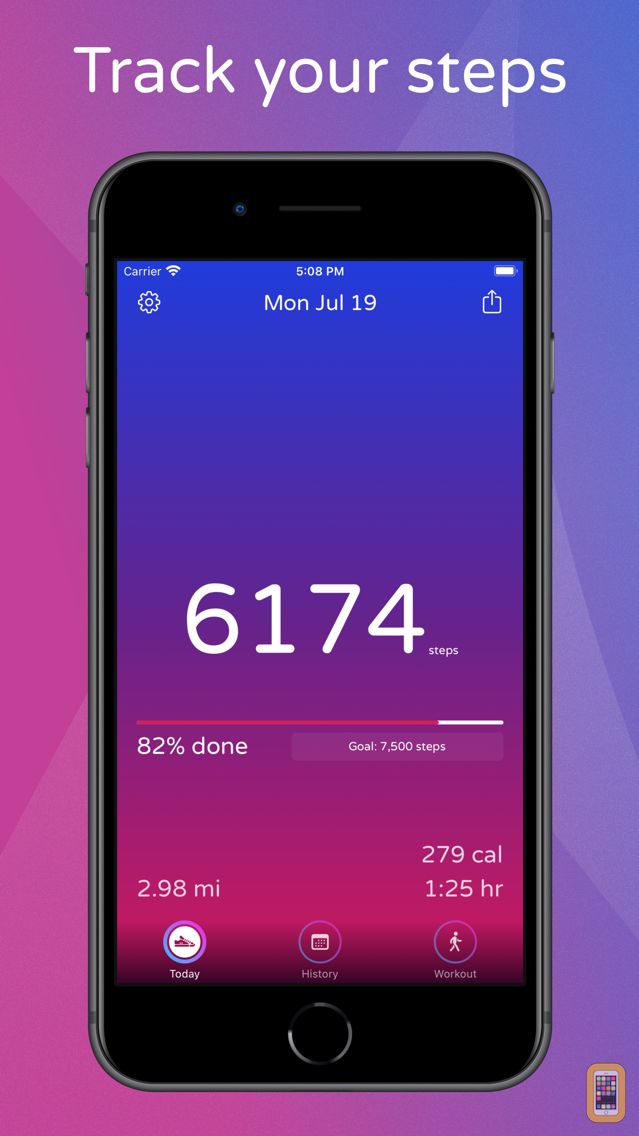 Track your steps
Carrier 5:08 PM
Mon Jul 19
6174 steps
82% done Goal: 7,500 steps
279 cal
2.98 mi 1:25 hr
Today History Workout